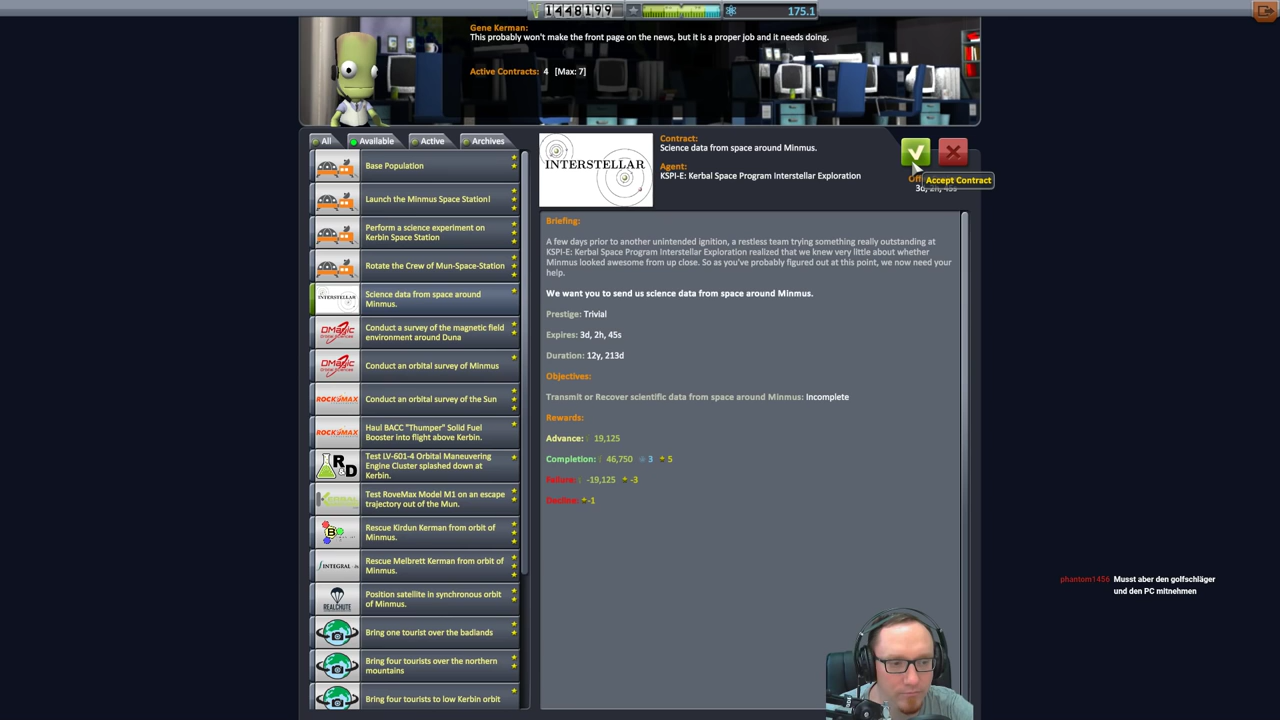 1448199
175.1
Gene Kerman:
This probably won't make the front page on the news, but it is a proper job and it needs doing.
Active Contracts: 4 [Max: 7]
All
Available
Active
Archives
Base Population
Launch the Minmus Space Station!
Perform a science experiment on
Kerbin Space Station
Rotate the Crew of Mun-Space-Station
INTERSTELLAR
Science data from space around
Minmus.
DMagic
Conduct a survey of the magnetic field
environment around Duna
DMagic
Conduct an orbital survey of Minmus
ROCKOMAX
Conduct an orbital survey of the Sun
ROCKOMAX
Haul BACC "Thumper" Solid Fuel
Booster into flight above Kerbin.
R&D
Test LV-601-4 Orbital Maneuvering
Engine Cluster splashed down at
Kerbin.
Test RoveMax Model M1 on an escape
trajectory out of the Mun.
Rescue Kirdun Kerman from orbit of
Minmus.
INTEGRAL
Rescue Melbrett Kerman from orbit of
Minmus.
REALCHUTE
Position satellite in synchronous orbit
of Minmus.
Bring one tourist over the badlands
Bring four tourists over the northern
mountains
Bring four tourists to low Kerbin orbit
INTERSTELLAR
Contract:
Science data from space around Minmus.
Agent:
KSPI-E: Kerbal Space Program Interstellar Exploration
Accept Contract
3d, 2h, 45s
Briefing:
A few days prior to another unintended ignition, a restless team trying something really outstanding at
KSPI-E: Kerbal Space Program Interstellar Exploration realized that we knew very little about whether
Minmus looked awesome from up close. So as you've probably figured out at this point, we now need your
help.
We want you to send us science data from space around Minmus.
Prestige: Trivial
Expires: 3d, 2h, 45s
Duration: 12y, 213d
Objectives:
Transmit or Recover scientific data from space around Minmus: Incomplete
Rewards:
Advance: 19,125
Completion: 46,750 3 5
Failure: -19,125 -3
Decline: -1
phantom1456 Musst aber den golfschläger
und den PC mitnehmen